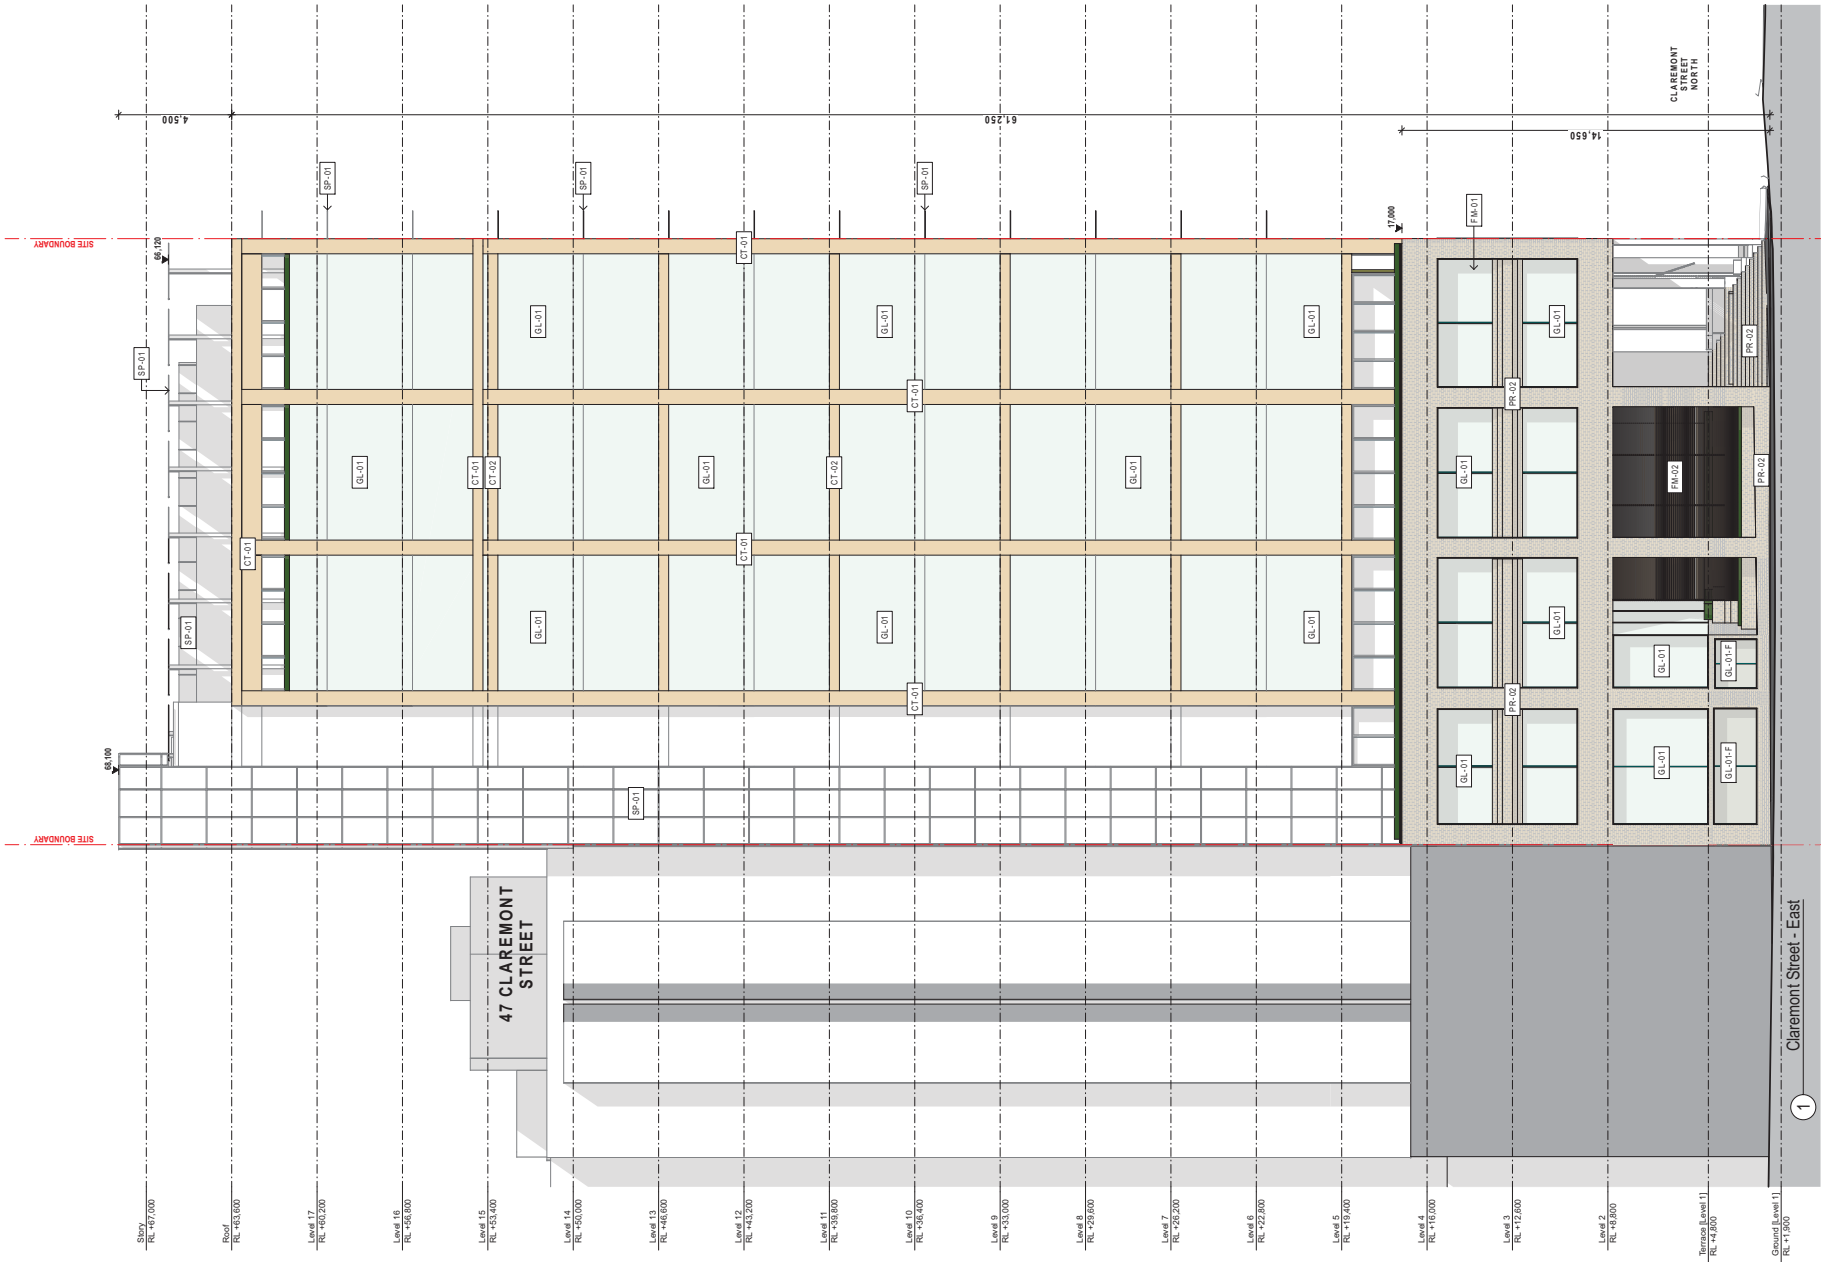 Story
RL +67,000
Roof
RL +63,600
Level 17
RL +60,200
Level 16
RL +56,800
Level 15
RL +53,400
Level 14
RL +50,000
Level 13
RL +46,600
Level 12
RL +43,200
Level 11
RL +39,800
Level 10
RL +36,400
Level 9
RL +33,000
Level 8
RL +29,600
Level 7
RL +26,200
Level 6
RL +22,800
Level 5
RL +19,400
Level 4
RL +16,000
Level 3
RL +12,600
Level 2
RL +8,800
Terrace [Level 1]
RL +4,800
Ground [Level 1]
RL +1,900
47 CLAREMONT
STREET
SITE BOUNDARY
68,100
SP-01
SP-01
SP-01
CT-01
CT-01
CT-02
CT-01
CT-02
CT-01
CT-01
CT-01
GL-01
GL-01
GL-01
GL-01
GL-01
GL-01
GL-01
GL-01
GL-01
SITE BOUNDARY
66,120
SP-01
SP-01
SP-01
4,500
61,250
14,650
17,000
FM-01
GL-01
PR-02
GL-01
GL-01
PR-02
GL-01
GL-01
GL-01-F
GL-01
GL-01-F
FM-02
PR-02
PR-02
CLAREMONT
STREET
NORTH
1
Claremont Street - East